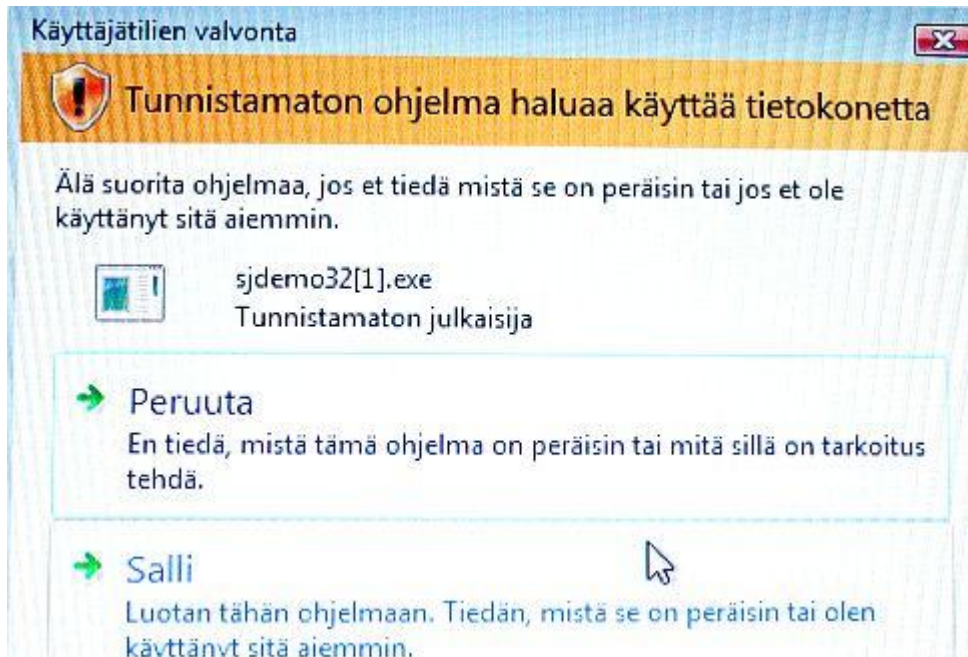 Käyttäjätilien valvonta
Tunnistamaton ohjelma haluaa käyttää tietokonetta
Älä suorita ohjelmaa, jos et tiedä mistä se on peräisin tai jos et ole
käyttänyt sitä aiemmin.
sjdemo32[1].exe
Tunnistamaton julkaisija
Peruuta
En tiedä, mistä tämä ohjelma on peräisin tai mitä sillä on tarkoitus
tehdä.
Salli
Luotan tähän ohjelmaan. Tiedän, mistä se on peräisin tai olen
käyttänyt sitä aiemmin.